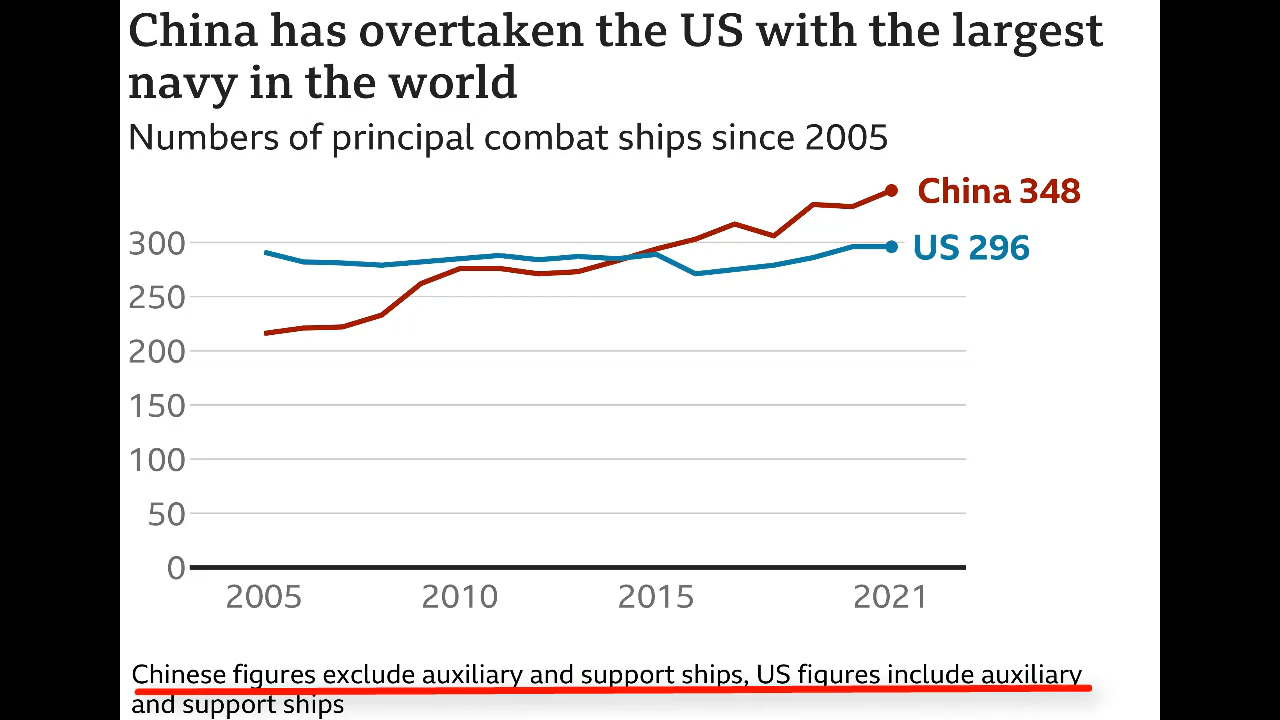 China has overtaken the US with the largest
navy in the world
Numbers of principal combat ships since 2005
China 348
300
US 296
250
200
150
100
50
0
2005 2010 2015 2021
Chinese figures exclude auxiliary and support ships, US figures include auxiliary
and support ships